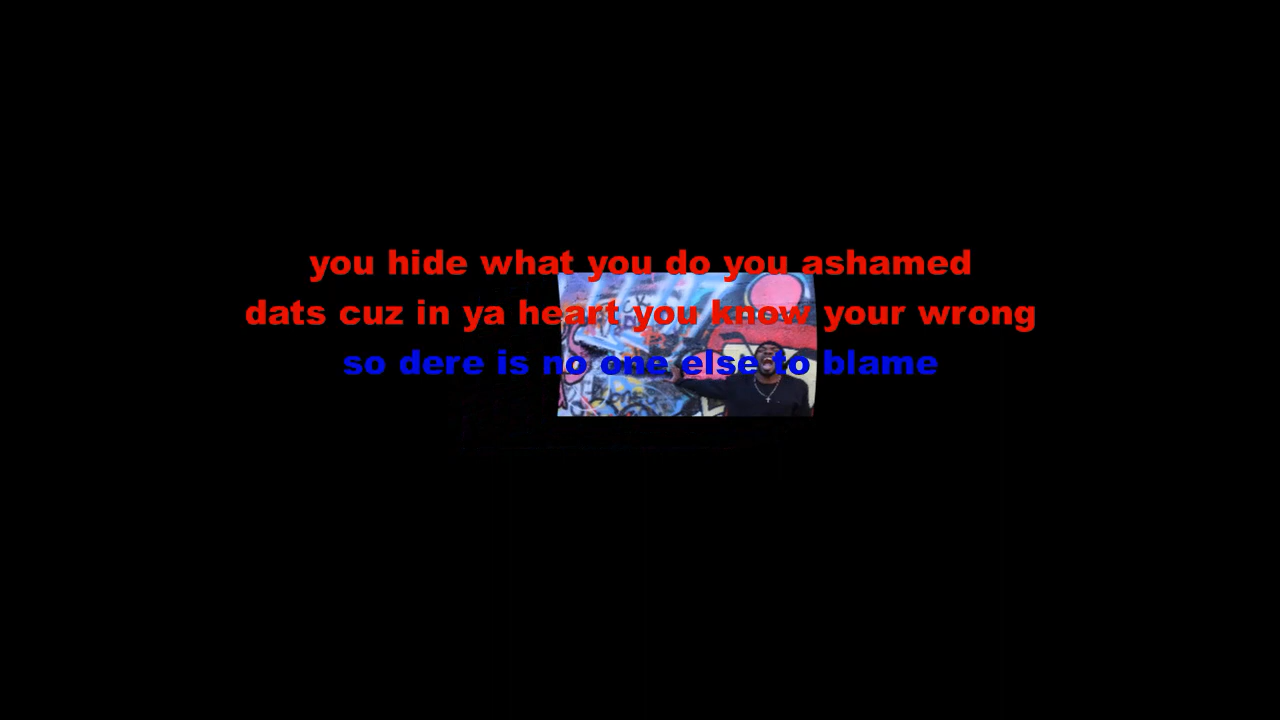 you hide what you do you ashamed
dats cuz in ya heart you know your wrong
so dere is no one else to blame